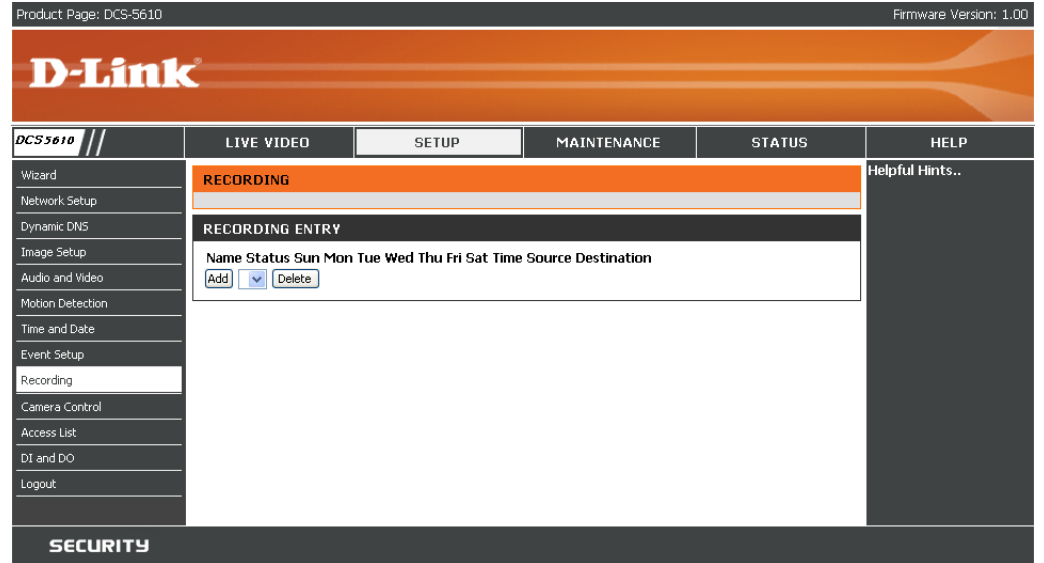 Product Page: DCS-5610 Firmware Version: 1.00
D-Link®
DCS5610 LIVE VIDEO SETUP MAINTENANCE STATUS HELP
Wizard
Network Setup
Dynamic DNS
Image Setup
Audio and Video
Motion Detection
Time and Date
Event Setup
Recording
Camera Control
Access List
DI and DO
Logout
RECORDING
RECORDING ENTRY
Name Status Sun Mon Tue Wed Thu Fri Sat Time Source Destination
Add Delete
Helpful Hints..
SECURITY